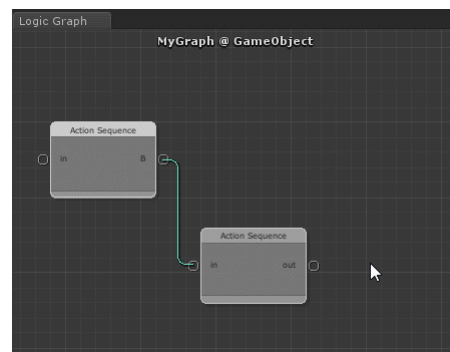 Logic Graph
MyGraph @ GameObject
Action Sequence
in B
Action Sequence
in out